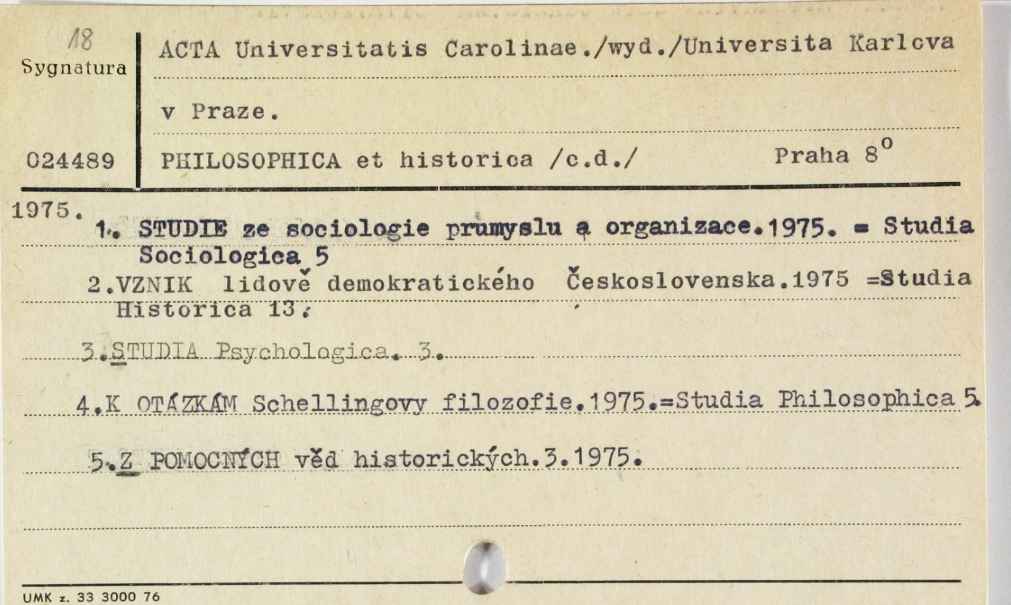 18
Sygnatura
ACTA Universitatis Carolinae./wyd./Universita Karlova
v Praze.
024489
PHILOSOPHICA et historica /c.d./ Praha 8°
1975.
1. STUDIE ze sociologie průmyslu a organizace.1975. = Studia
Sociologica 5
2.VZNIK lidově demokratického Československa.1975 =Studia
Historica 13.
3.STUDIA Psychologica. 3.
4.K OTÁZKÁM Schellingovy filozofie.1975.=Studia Philosophica 5.
5.Z POMOCNÝCH věd historických.3.1975.
UMK z. 33 3000 76